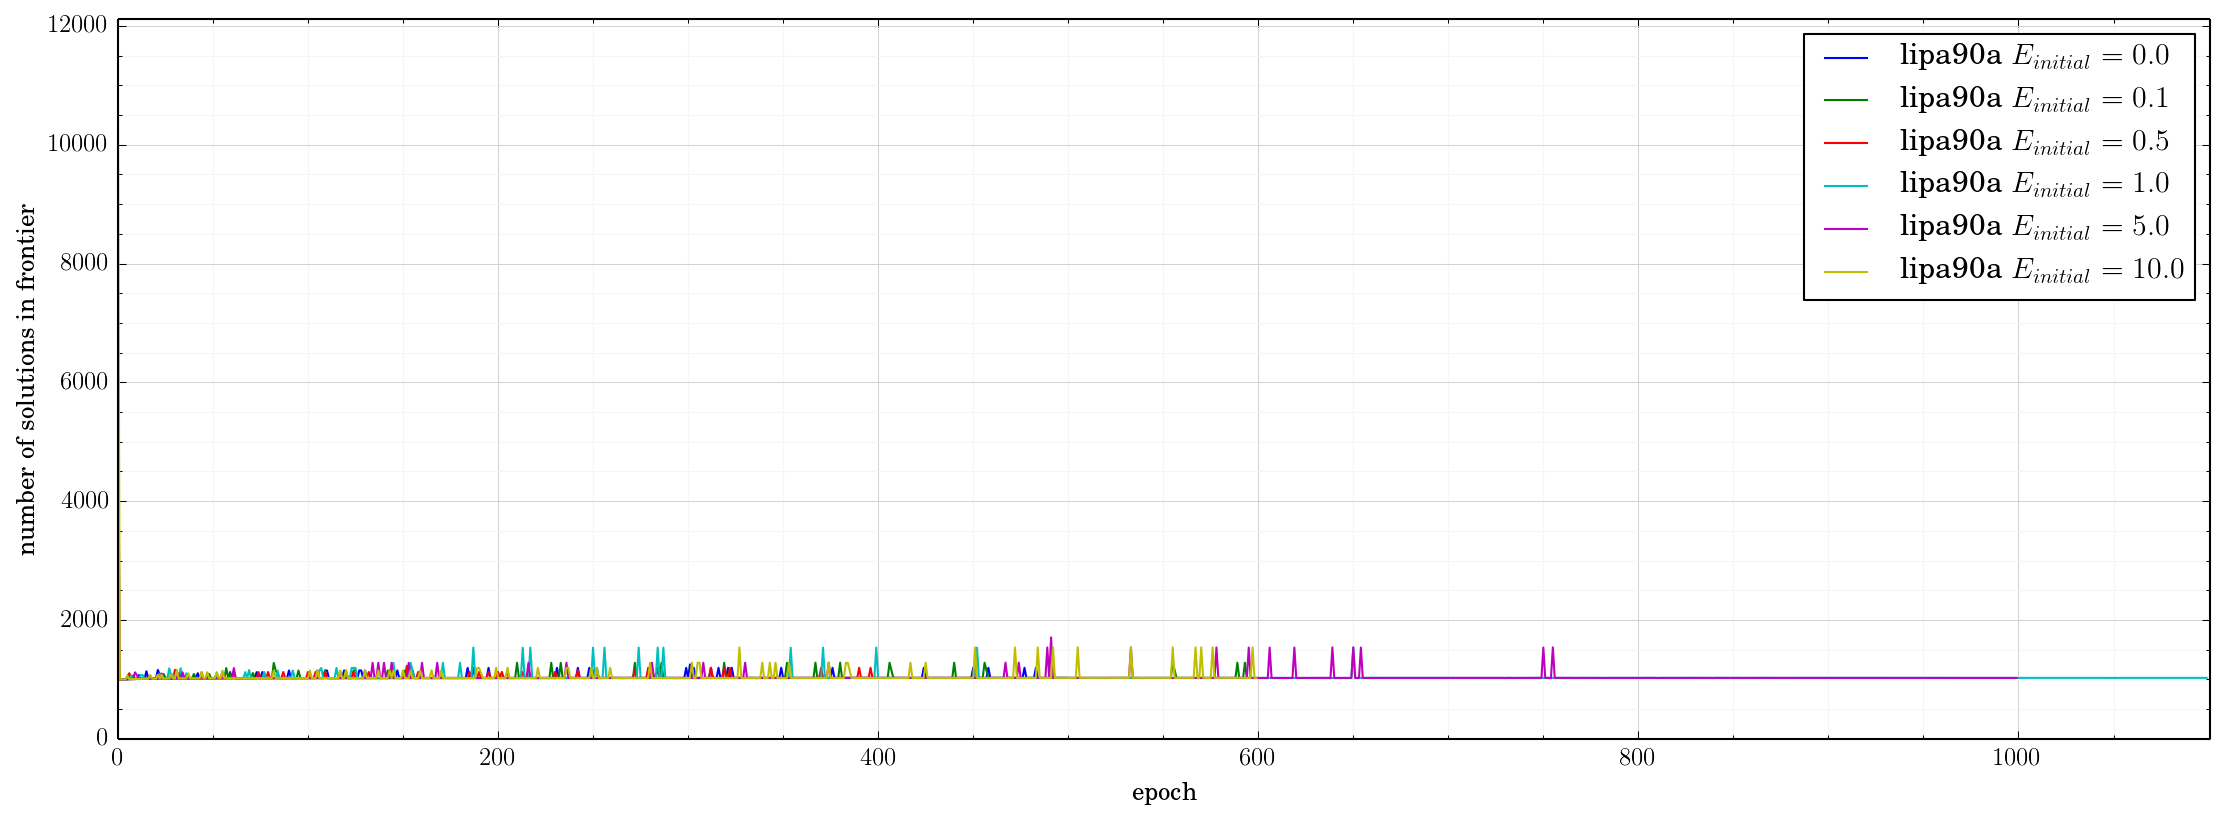 12000
10000
8000
6000
4000
2000
0
number of solutions in frontier
lipa90a E_initial = 0.0
lipa90a E_initial = 0.1
lipa90a E_initial = 0.5
lipa90a E_initial = 1.0
lipa90a E_initial = 5.0
lipa90a E_initial = 10.0
0 200 400 600 800 1000
epoch